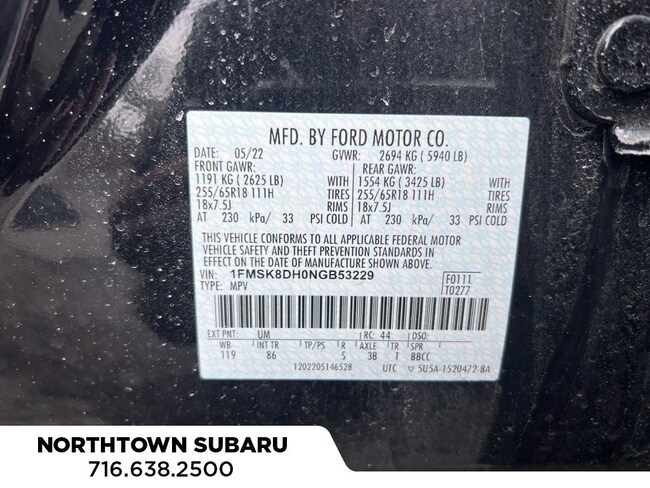 MFD. BY FORD MOTOR CO.
DATE: 05/22 GVWR: 2694 KG ( 5940 LB)
FRONT GAWR: REAR GAWR:
1191 KG ( 2625 LB) WITH 1554 KG ( 3425 LB) WITH
255/65R18 111H TIRES 255/65R18 111H TIRES
18x7.5J RIMS 18x7.5J RIMS
AT 230 kPa/ 33 PSI COLD AT 230 kPa/ 33 PSI COLD
THIS VEHICLE CONFORMS TO ALL APPLICABLE FEDERAL MOTOR
VEHICLE SAFETY AND THEFT PREVENTION STANDARDS IN
EFFECT ON THE DATE OF MANUFACTURE SHOWN ABOVE.
VIN: 1FMSK8DH0NGB53229 F0111
TYPE: MPV T0277
EXT PNT: UM RC: 44 DSO:
WB INT TR TP/PS R AXLE TR SPR
119 86 S 3B T BBCC
1202205146528 UTC ▽ 5U5A-1520472-BA
NORTHTOWN SUBARU
716.638.2500